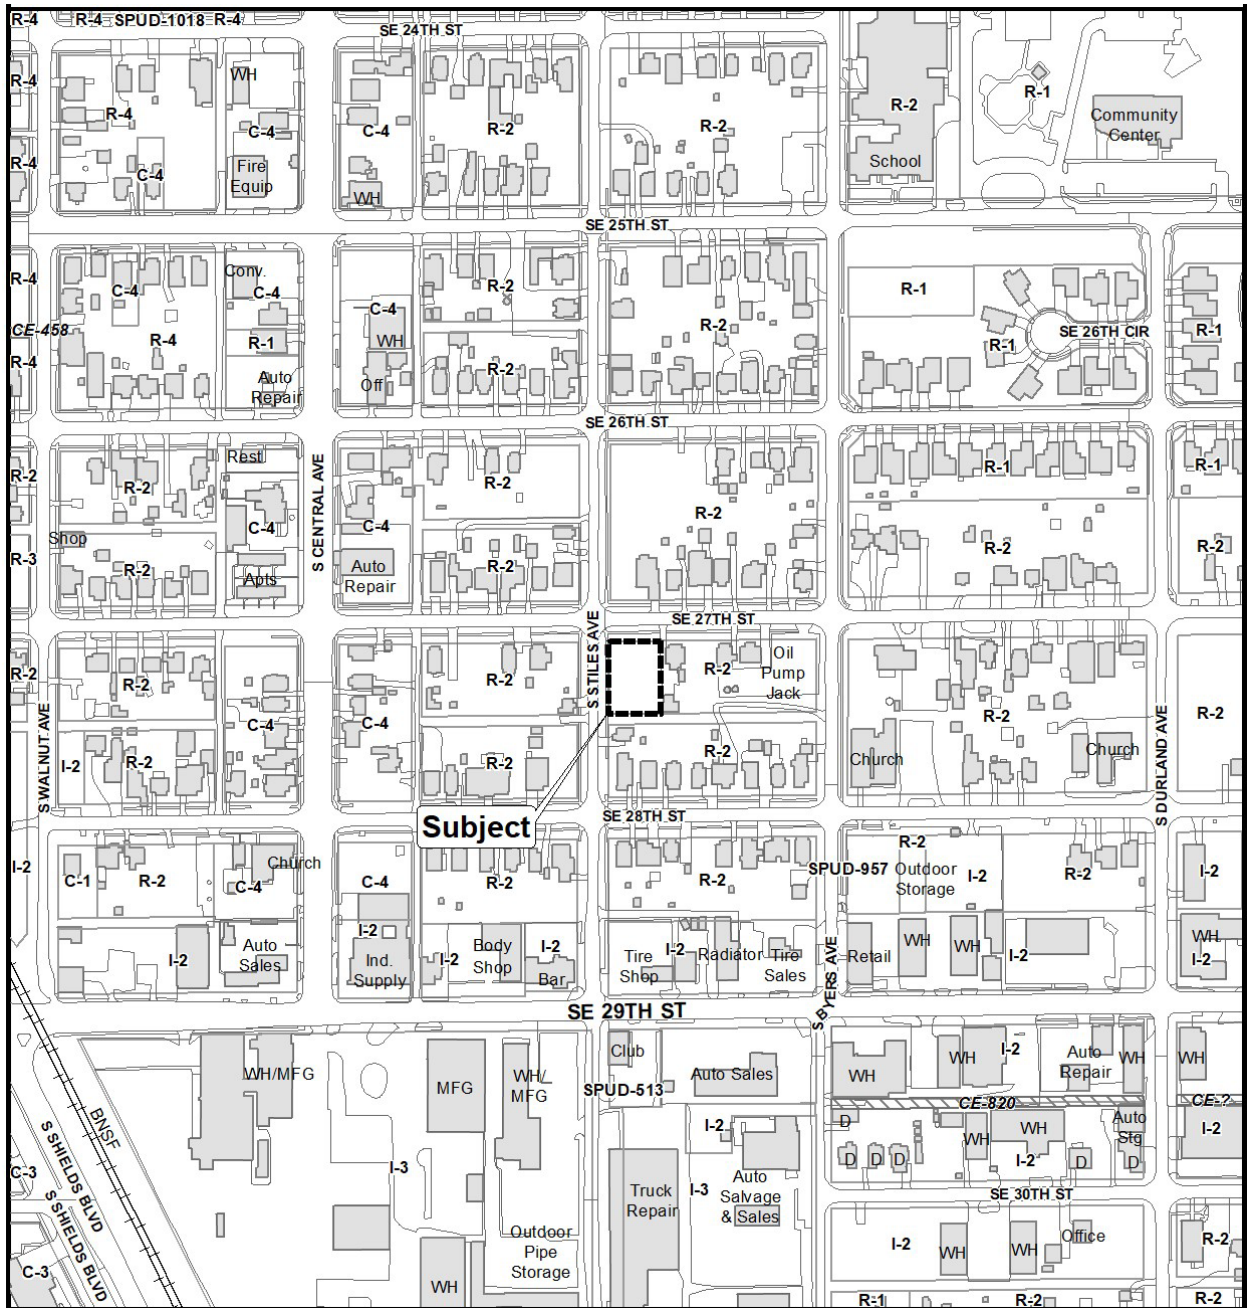 R-4
R-4
SPUD-1018
R-4
SE 24TH ST
R-4
WH
R-4
C-4
C-4
R-2
R-2
R-2
School
R-1
Community
Center
R-4
C-4
Fire
Equip
WH
SE 25TH ST
R-4
Conv.
C-4
C-4
C-4
R-2
R-1
CE-458
R-4
R-1
WH
R-2
R-1
SE 26TH CIR
R-1
R-4
Auto
Repair
Off
R-2
SE 26TH ST
R-2
Rest
R-2
R-2
R-1
R-1
S CENTRAL AVE
C-4
C-4
R-2
Shop
R-3
R-2
Apts
Auto
Repair
R-2
R-2
R-2
SE 27TH ST
S STILES AVE
R-2
R-2
R-2
R-2
Oil
Pump
Jack
C-4
C-4
R-2
R-2
S WALNUT AVE
I-2
R-2
R-2
R-2
Church
Church
S DURLAND AVE
Subject
SE 28TH ST
I-2
C-1
R-2
C-4
Church
C-4
R-2
R-2
SPUD-957
R-2
Outdoor
Storage
I-2
R-2
I-2
I-2
Auto
Sales
I-2
Ind.
Supply
I-2
Body
Shop
I-2
Bar
Tire
Shop
I-2
Radiator
Tire
Sales
S BYERS AVE
Retail
WH
WH
I-2
WH
I-2
SE 29TH ST
WH/MFG
MFG
WH/
MFG
Club
SPUD-513
Auto Sales
WH
WH
I-2
Auto
Repair
WH
WH
CE-820
CE-?
BNSF
S SHIELDS BLVD
S SHIELDS BLVD
C-3
I-3
I-2
D
WH
WH
Auto
Stg
I-2
D
D
D
I-2
D
D
Truck
Repair
I-3
Auto
Salvage
& Sales
SE 30TH ST
Outdoor
Pipe
Storage
I-2
WH
WH
Office
R-2
C-3
WH
R-1
R-2
R-2